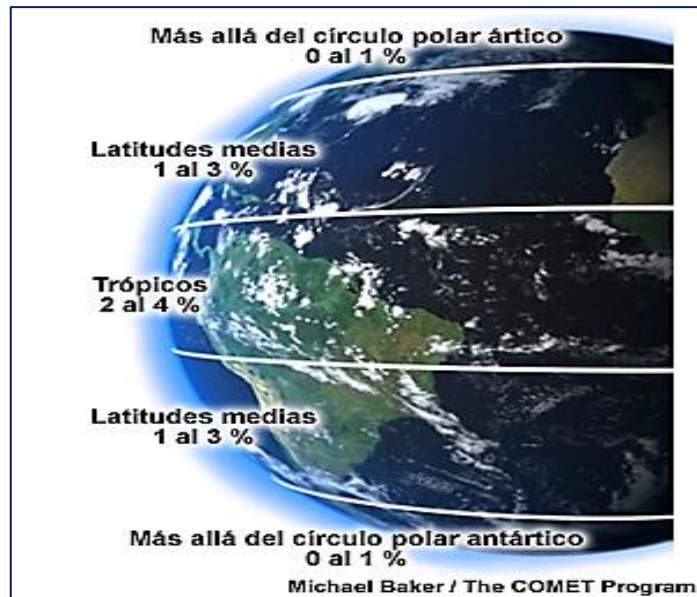 Más allá del círculo polar ártico
0 al 1 %
Latitudes medias
1 al 3 %
Trópicos
2 al 4 %
Latitudes medias
1 al 3 %
Más allá del círculo polar antártico
0 al 1 %
Michael Baker / The COMET Program